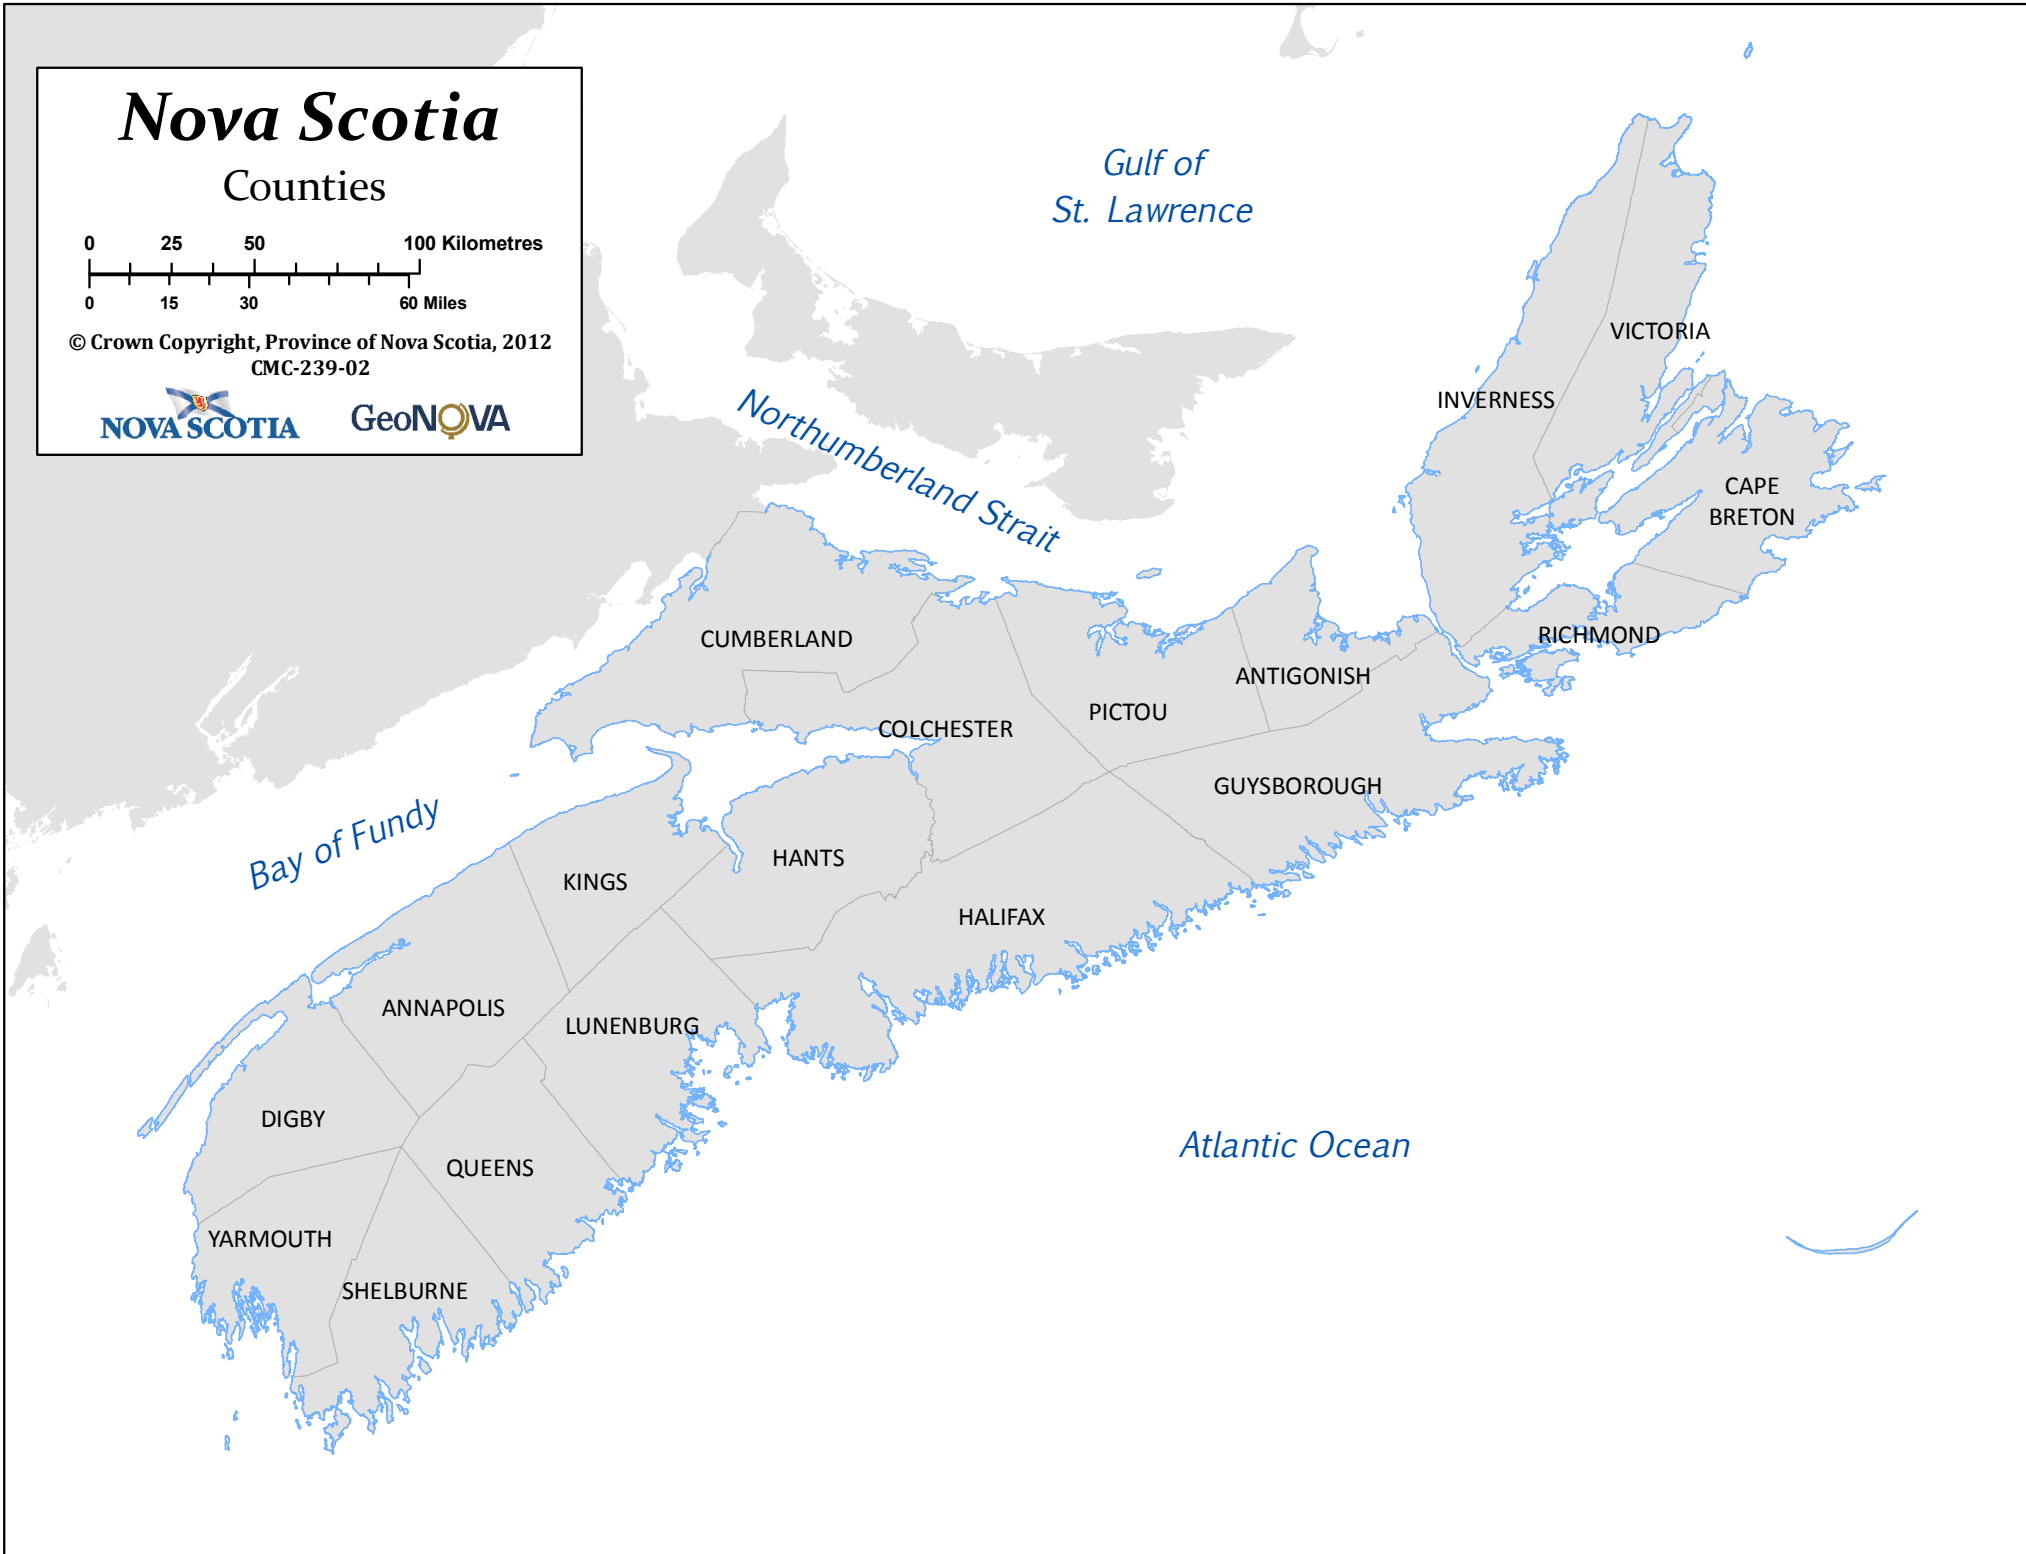 Nova Scotia
Counties
0 25 50 100 Kilometres
0 15 30 60 Miles
© Crown Copyright, Province of Nova Scotia, 2012
CMC-239-02
NOVA SCOTIA
GeoNOVA
Gulf of
St. Lawrence
Northumberland Strait
VICTORIA
INVERNESS
CAPE
BRETON
RICHMOND
CUMBERLAND
ANTIGONISH
PICTOU
COLCHESTER
GUYSBOROUGH
Bay of Fundy
HANTS
KINGS
HALIFAX
ANNAPOLIS
LUNENBURG
DIGBY
QUEENS
Atlantic Ocean
YARMOUTH
SHELBURNE